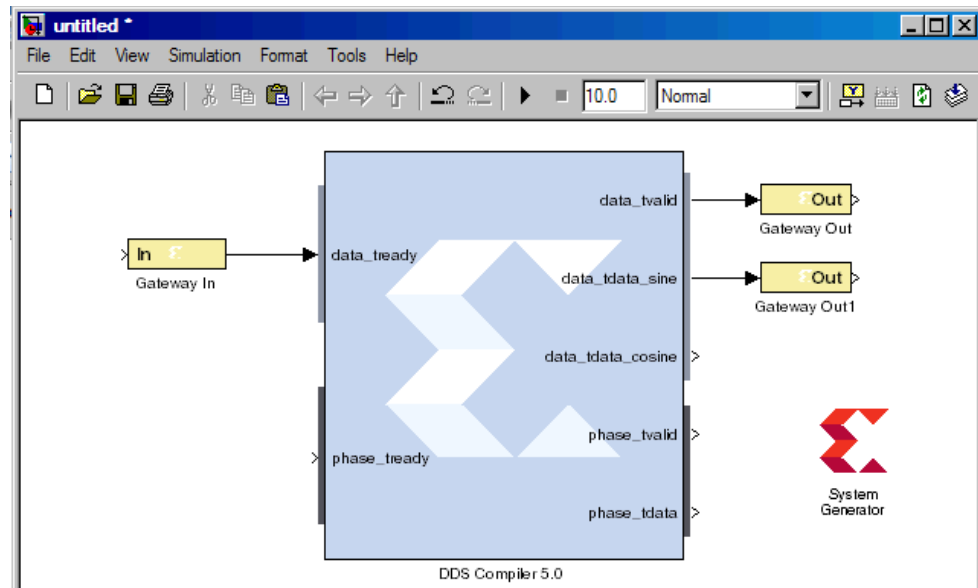 untitled *
File Edit View Simulation Format Tools Help
10.0 Normal
data_tvalid
Out
Gateway Out
In
Gateway In
data_tready
data_tdata_sine
Out
Gateway Out1
data_tdata_cosine
phase_tvalid
phase_tready
phase_tdata
System
Generator
DDS Compiler 5.0